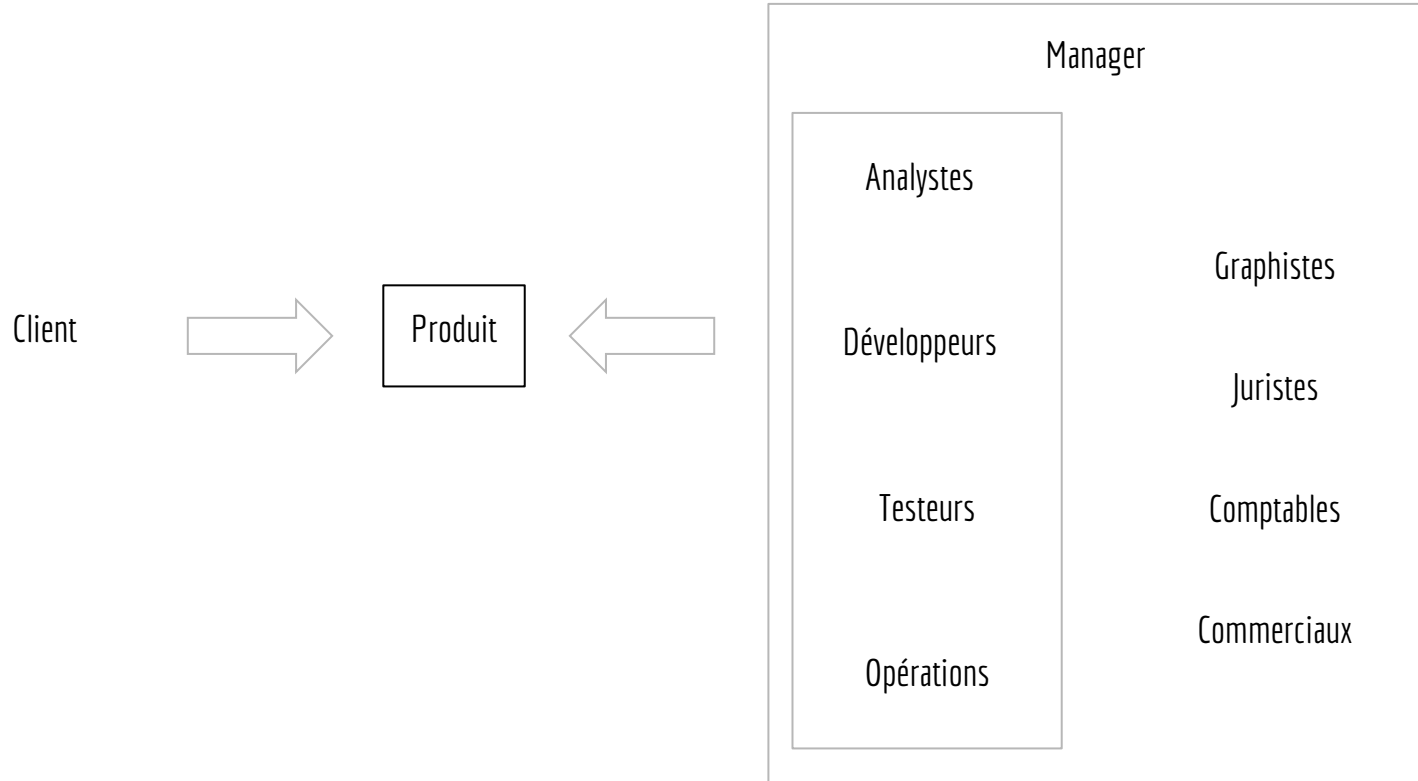 Manager
Analystes
Graphistes
Client
Produit
Développeurs
Juristes
Testeurs
Comptables
Commerciaux
Opérations